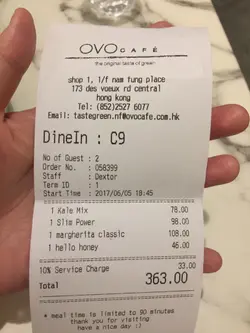 OVO CAFÉ
the original taste of green
shop 1, 1/f nam fung place
173 des voeux rd central
hong kong
Tel: (852)2527 6077
Email: tastegreen.nf@ovocafe.com.hk
DineIn : C9
No of Guest : 2
Order No. : 058399
Staff : Dextor
Term ID : 1
Start Time : 2017/06/05 18:45
1 Kale Mix 78.00
1 Slim Power 98.00
1 margherita classic 108.00
1 hello honey 46.00
10% Service Charge 33.00
Total 363.00
* meal time is limited to 90 minutes
thank you for visiting
have a nice day :)